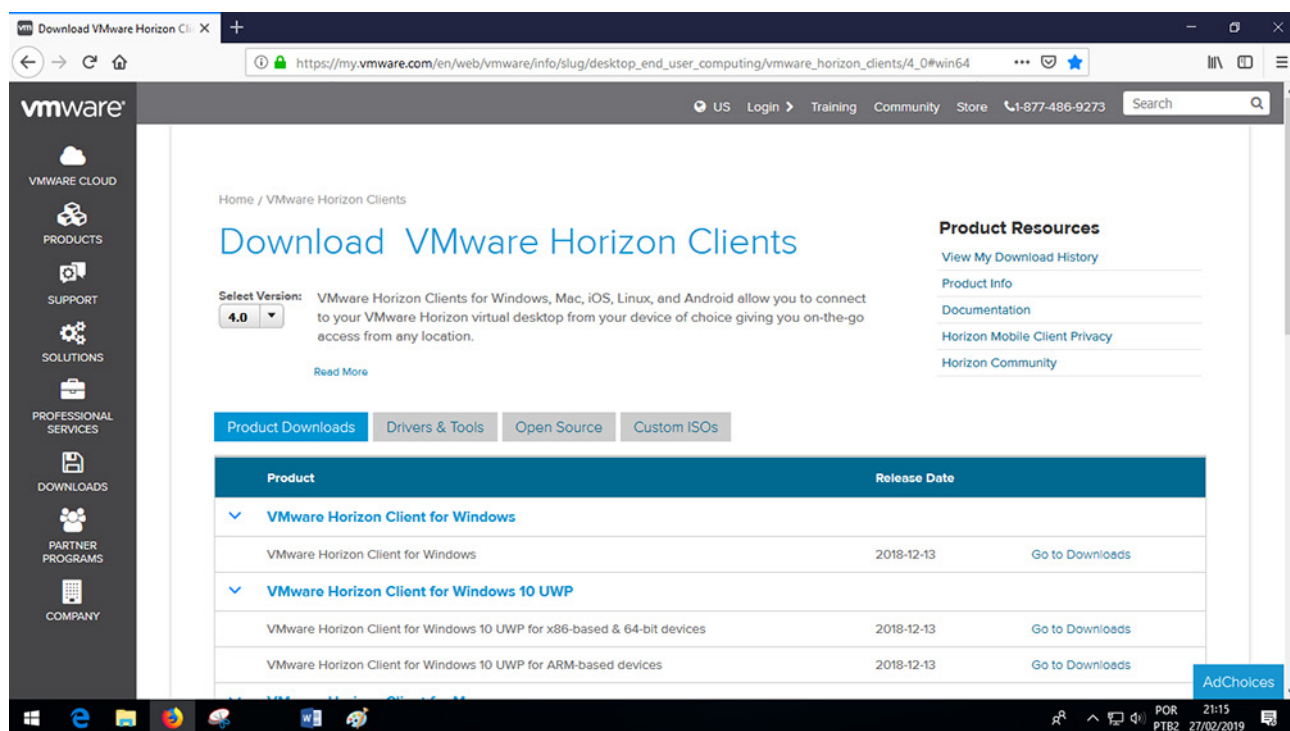 Download VMware Horizon Cli
https://my.vmware.com/en/web/vmware/info/slug/desktop_end_user_computing/vmware_horizon_clients/4_0#win64
vmware
US Login Training Community Store 1-877-486-9273 Search
VMWARE CLOUD
PRODUCTS
SUPPORT
SOLUTIONS
PROFESSIONAL
SERVICES
DOWNLOADS
PARTNER
PROGRAMS
COMPANY
Home / VMware Horizon Clients
Download VMware Horizon Clients
Select Version:
4.0
VMware Horizon Clients for Windows, Mac, iOS, Linux, and Android allow you to connect
to your VMware Horizon virtual desktop from your device of choice giving you on-the-go
access from any location.
Read More
Product Resources
View My Download History
Product Info
Documentation
Horizon Mobile Client Privacy
Horizon Community
Product Downloads Drivers & Tools Open Source Custom ISOs
Product Release Date
VMware Horizon Client for Windows
VMware Horizon Client for Windows 2018-12-13 Go to Downloads
VMware Horizon Client for Windows 10 UWP
VMware Horizon Client for Windows 10 UWP for x86-based & 64-bit devices 2018-12-13 Go to Downloads
VMware Horizon Client for Windows 10 UWP for ARM-based devices 2018-12-13 Go to Downloads
AdChoices
POR 21:15
PTB2 27/02/2019